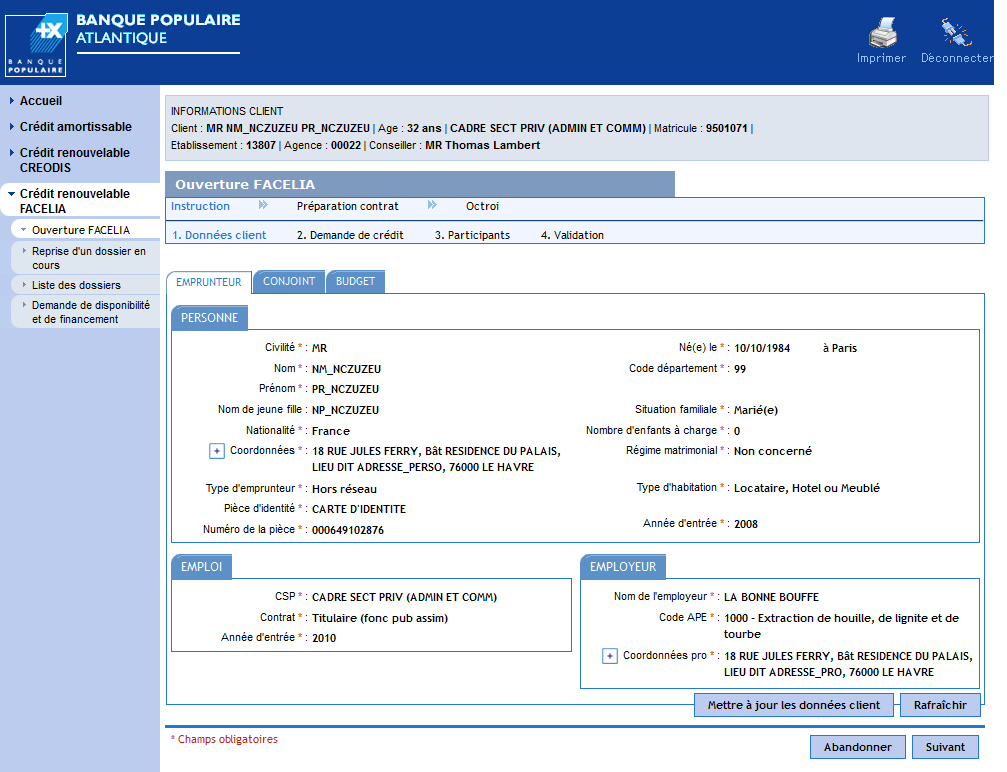 BANQUE POPULAIRE
ATLANTIQUE
BANQUE
POPULAIRE
Imprimer Déconnecter
Accueil
Crédit amortissable
Crédit renouvelable
CREODIS
Crédit renouvelable
FACELIA
Ouverture FACELIA
Reprise d'un dossier en
cours
Liste des dossiers
Demande de disponibilité
et de financement
INFORMATIONS CLIENT
Client : MR NM_NCZUZEU PR_NCZUZEU | Age : 32 ans | CADRE SECT PRIV (ADMIN ET COMM) | Matricule : 9501071 |
Etablissement : 13807 | Agence : 00022 | Conseiller : MR Thomas Lambert
Ouverture FACELIA
Instruction Préparation contrat Octroi
1. Données client 2. Demande de crédit 3. Participants 4. Validation
EMPRUNTEUR CONJOINT BUDGET
PERSONNE
Civilité * : MR Né(e) le * : 10/10/1984 à Paris
Nom * : NM_NCZUZEU Code département * : 99
Prénom * : PR_NCZUZEU
Nom de jeune fille : NP_NCZUZEU Situation familiale * : Marié(e)
Nationalité * : France Nombre d'enfants à charge * : 0
+ Coordonnées * : 18 RUE JULES FERRY, Bât RESIDENCE DU PALAIS, Régime matrimonial * : Non concerné
LIEU DIT ADRESSE_PERSO, 76000 LE HAVRE
Type d'emprunteur * : Hors réseau Type d'habitation * : Locataire, Hotel ou Meublé
Pièce d'identité * : CARTE D'IDENTITE
Numéro de la pièce * : 000649102876 Année d'entrée * : 2008
EMPLOI EMPLOYEUR
CSP * : CADRE SECT PRIV (ADMIN ET COMM) Nom de l'employeur * : LA BONNE BOUFFE
Contrat * : Titulaire (fonc pub assim) Code APE * : 1000 - Extraction de houille, de lignite et de
tourbe
Année d'entrée * : 2010
+ Coordonnées pro * : 18 RUE JULES FERRY, Bât RESIDENCE DU PALAIS,
LIEU DIT ADRESSE_PRO, 76000 LE HAVRE
Mettre à jour les données client Rafraîchir
* Champs obligatoires
Abandonner Suivant